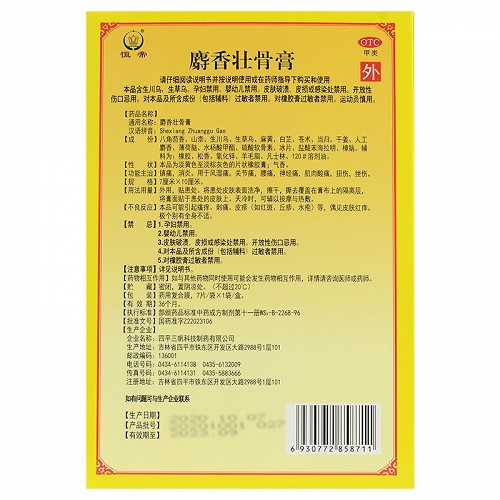 恒帝
麝香壮骨膏
OTC
甲类
外
请仔细阅读说明书并按说明使用或在药师指导下购买和使用
本品含生川乌、生草乌。孕妇禁用。婴幼儿禁用。皮肤破溃、皮损或感染处禁用。开放性
伤口忌用。对本品及所含成份（包括辅料）过敏者禁用。对橡胶膏过敏者禁用。运动员慎用。
【药品名称】
通用名称：麝香壮骨膏
汉语拼音：Shexiang Zhuanggu Gao
【成　份】八角茴香，山柰，生川乌，生草乌，麻黄，白芷，苍术，当归，干姜，人工
麝香，薄荷脑，水杨酸甲酯，硫酸软骨素，冰片，盐酸苯海拉明，樟脑。辅
料为：橡胶，松香，氧化锌，羊毛脂，凡士林，120#溶剂油。
【性　状】本品为淡黄色至淡棕灰色的片状橡胶膏；气香。
【功能主治】镇痛，消炎。用于风湿痛，关节痛，腰痛，神经痛，肌肉酸痛，扭伤，挫伤。
【规　格】7厘米×10厘米。
【用法用量】外用，贴患处。将患处皮肤表面洗净，擦干，撕去覆盖在膏布上的隔离层，
将膏面贴于患处的皮肤上。天冷时，可辅以按摩与热敷。
【不良反应】本品可能引起瘙痒、刺痛、皮疹（如红斑、丘疹、水疱）等，偶见皮肤红痒。
极个别有全身不适。
【禁　忌】1.孕妇禁用。
2.婴幼儿禁用。
3.皮肤破溃、皮损或感染处禁用。开放性伤口忌用。
4.对本品及所含成份（包括辅料）过敏者禁用。
5.对橡胶膏过敏者禁用。
【注意事项】详见说明书。
【药物相互作用】如与其他药物同时使用可能会发生药物相互作用，详情请咨询医师或药师。
【贮　藏】密闭，置阴凉处。（不超过20℃）
【包　装】药用复合膜，7片/袋×1袋/盒。
【有效期】36个月。
【执行标准】部颁药品标准中药成方制剂第十一册WS₃-B-2268-96
【批准文号】国药准字Z22023106
【生产企业】
企业名称：四平三帆科技制药有限公司
生产地址：吉林省四平市铁东区开发区大路2988号1层101
邮政编码：136001
电话号码：0434-6114138　0435-6132009
传真号码：0434-6114131　0435-5883666
注册地址：吉林省四平市铁东区开发区大路2988号1层101
如有问题可与生产企业联系
【生产日期】 2020.10.07
【产品批号】 20201001 027
【有效期至】 2023.09
6930772858711